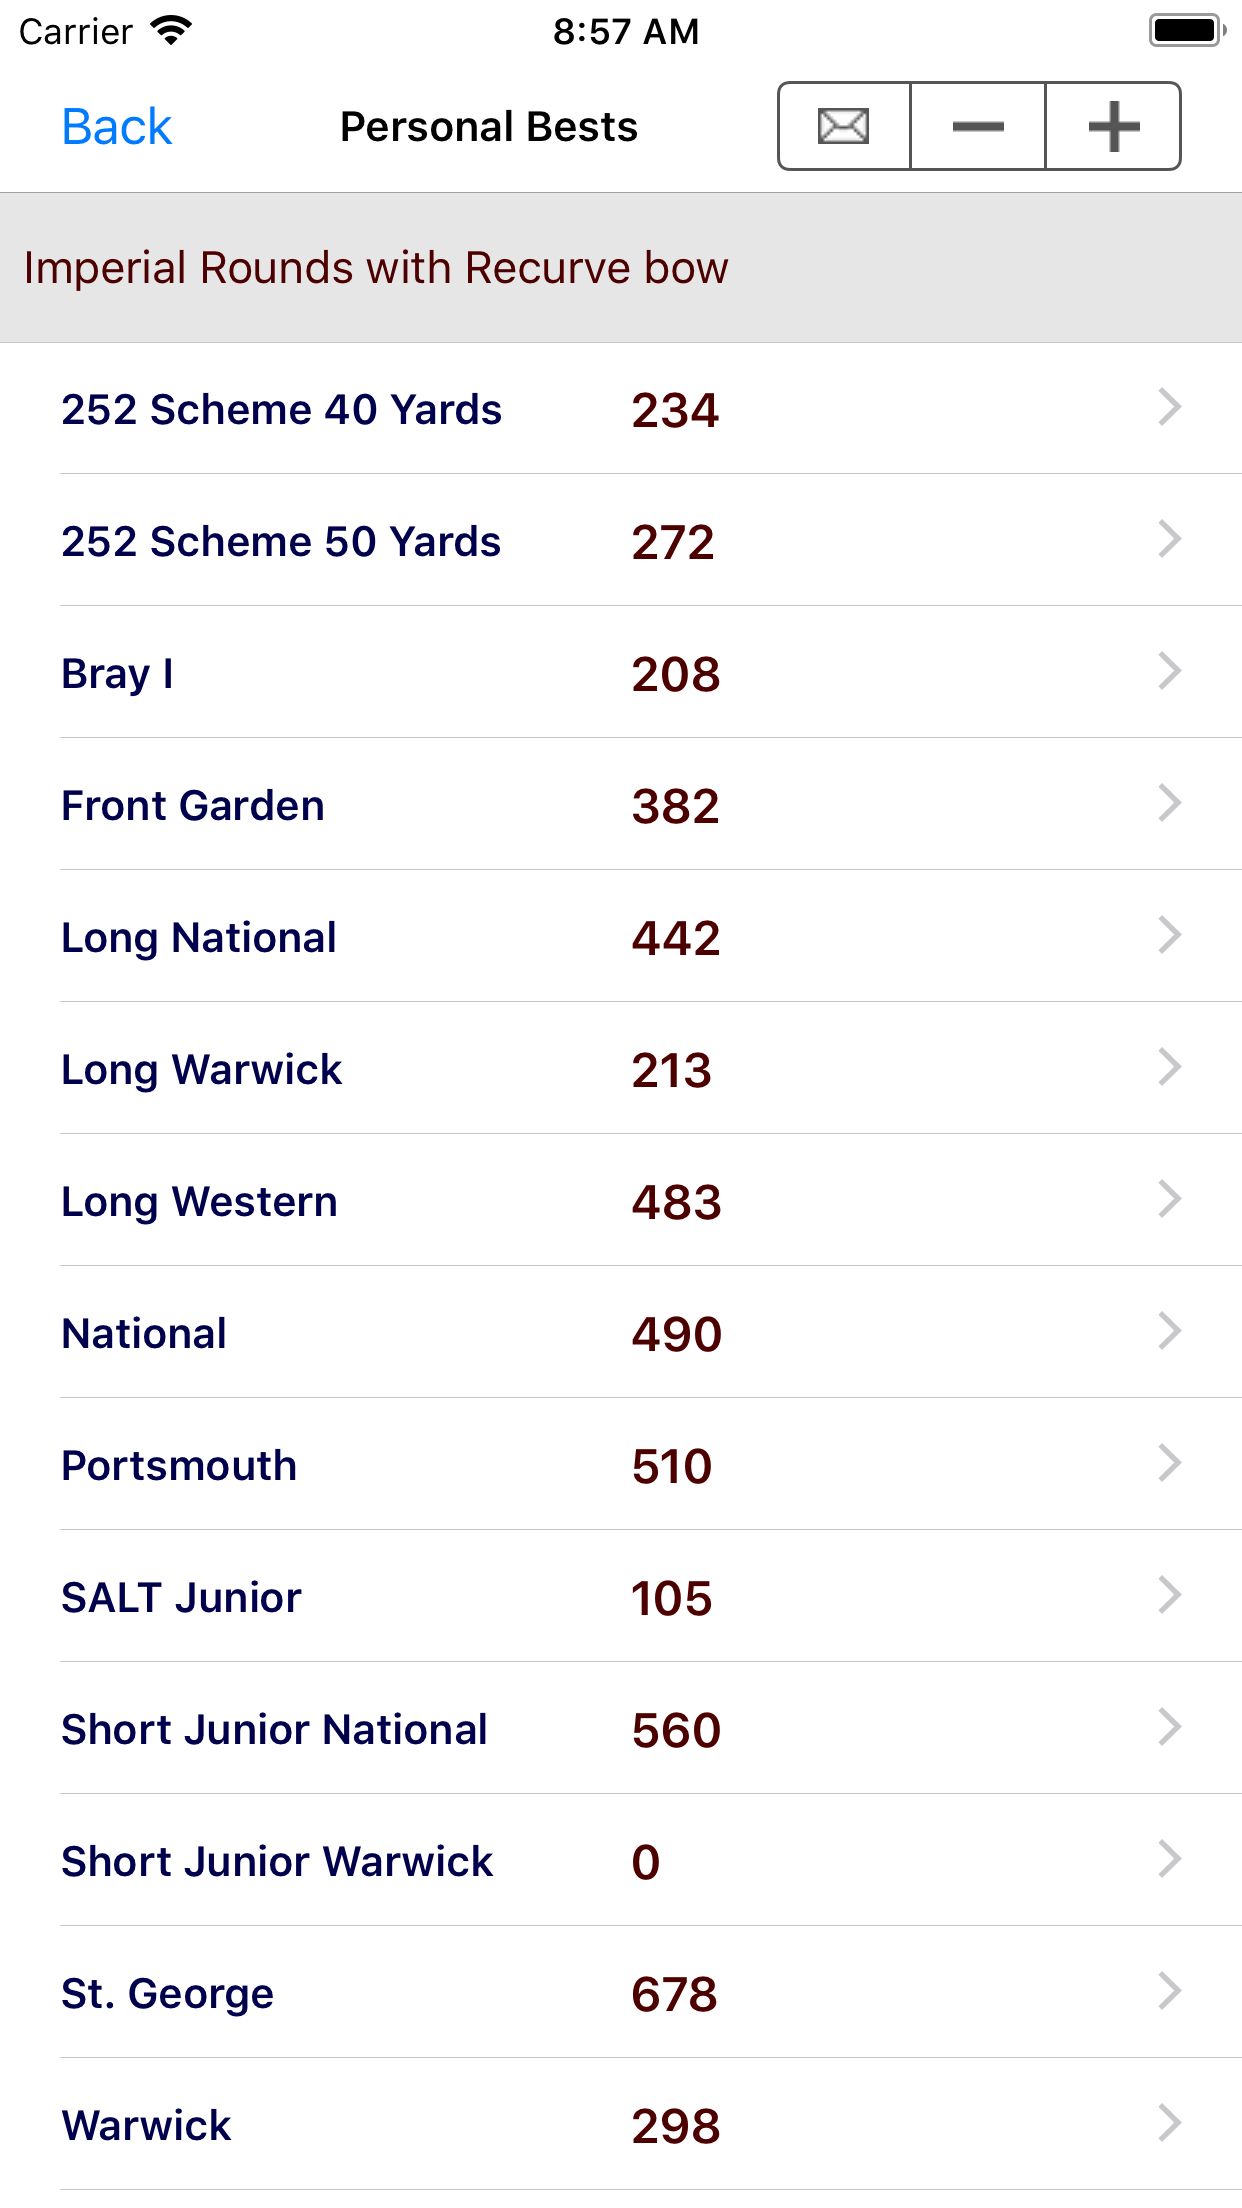 Carrier 8:57 AM
Back Personal Bests
Imperial Rounds with Recurve bow
252 Scheme 40 Yards 234
252 Scheme 50 Yards 272
Bray I 208
Front Garden 382
Long National 442
Long Warwick 213
Long Western 483
National 490
Portsmouth 510
SALT Junior 105
Short Junior National 560
Short Junior Warwick 0
St. George 678
Warwick 298